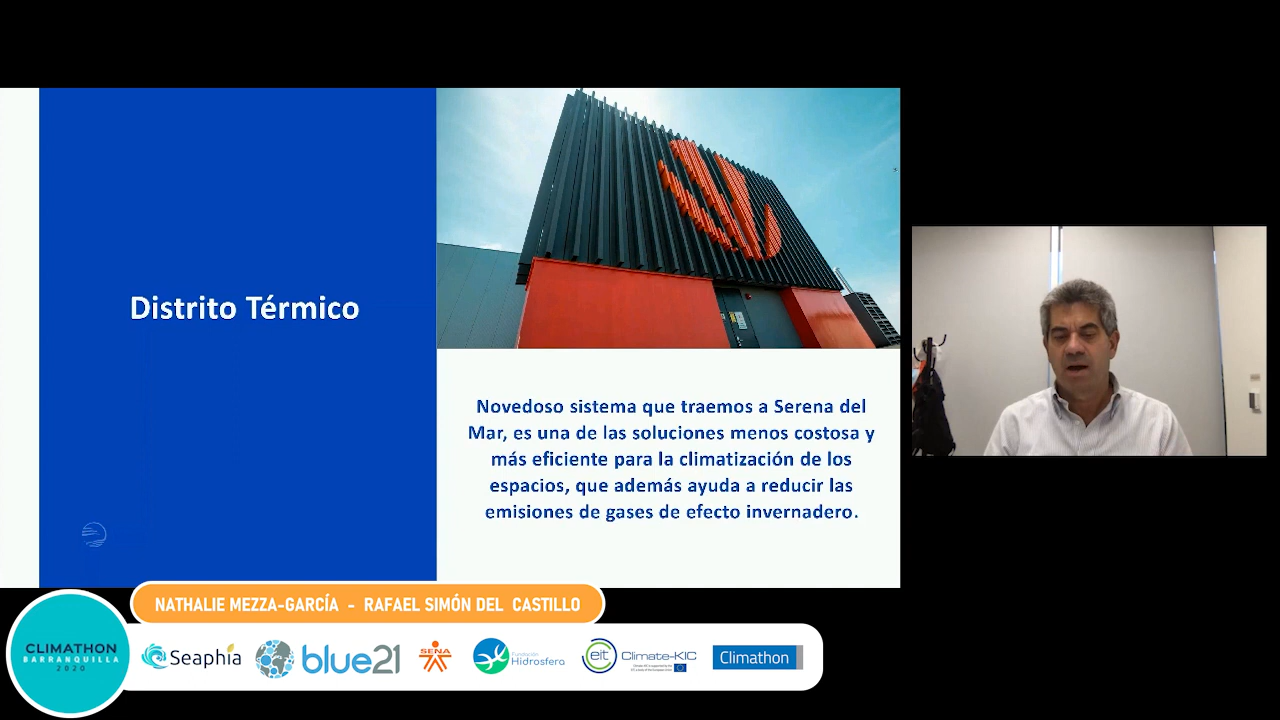 Distrito Térmico
Novedoso sistema que traemos a Serena del
Mar, es una de las soluciones menos costosa y
más eficiente para la climatización de los
espacios, que además ayuda a reducir las
emisiones de gases de efecto invernadero.
NATHALIE MEZZA-GARCÍA - RAFAEL SIMÓN DEL CASTILLO
CLIMATHON
BARRANQUILLA
2020
Seaphia
blue21
SENA
Fundación
Hidrosfera
eit
Climate-KIC
Climathon